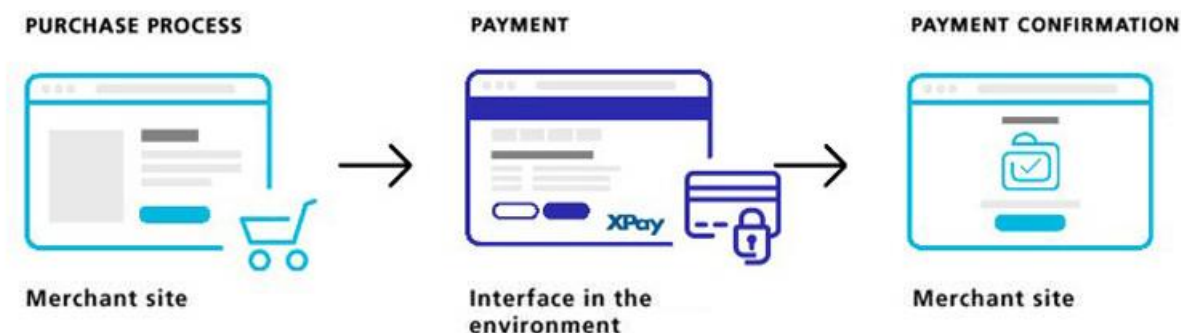 PURCHASE PROCESS
PAYMENT
PAYMENT CONFIRMATION
XPay
Merchant site
Interface in the
environment
Merchant site